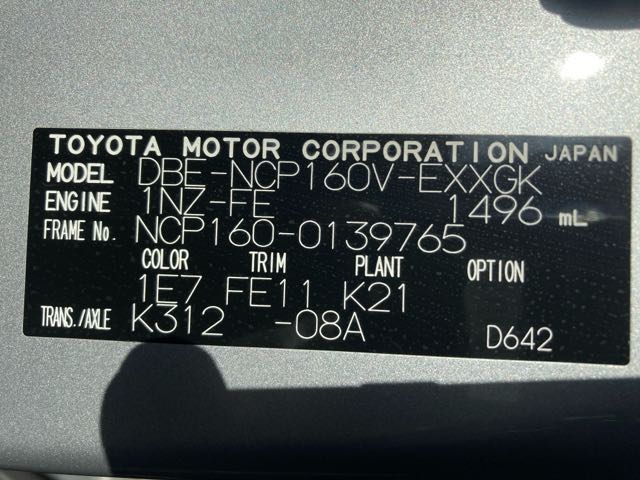 TOYOTA MOTOR CORPORATION JAPAN
MODEL DBE-NCP160V-EXXGK
ENGINE 1NZ-FE 1496 mL
FRAME No. NCP160-0139765
COLOR TRIM PLANT OPTION
1E7 FE11 K21
TRANS./AXLE K312 -08A
D642